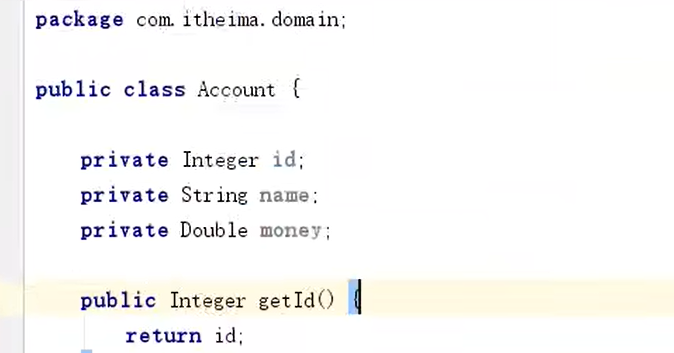 package com.itheima.domain;
public class Account {
private Integer id;
private String name;
private Double money;
public Integer getId() {
return id;